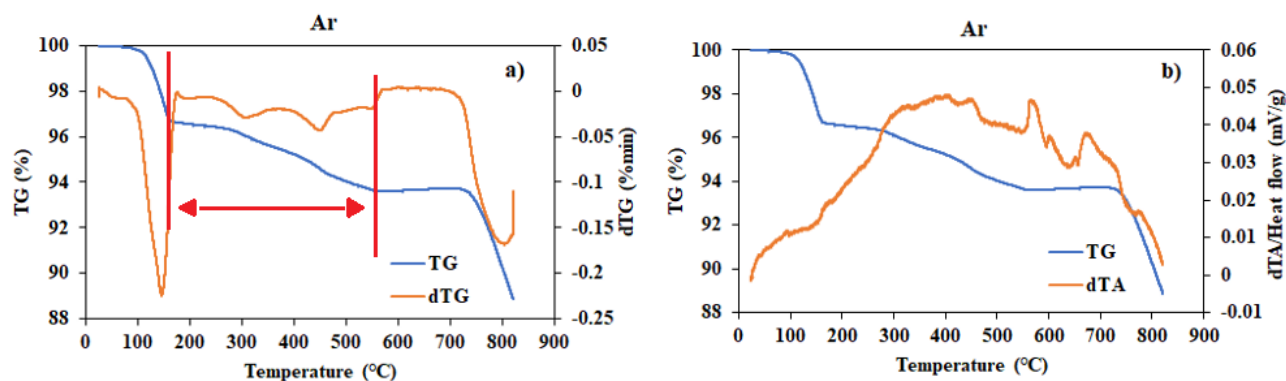 Ar
a)
100
98
96
94
92
90
88
TG (%)
0.05
0
-0.05
-0.1
-0.15
-0.2
-0.25
dTG (%min)
TG
dTG
0 100 200 300 400 500 600 700 800 900
Temperature (℃)
Ar
b)
100
98
96
94
92
90
88
TG (%)
0.06
0.05
0.04
0.03
0.02
0.01
0
-0.01
dTA/Heat flow (mV/g)
TG
dTA
0 100 200 300 400 500 600 700 800 900
Temperature (℃)